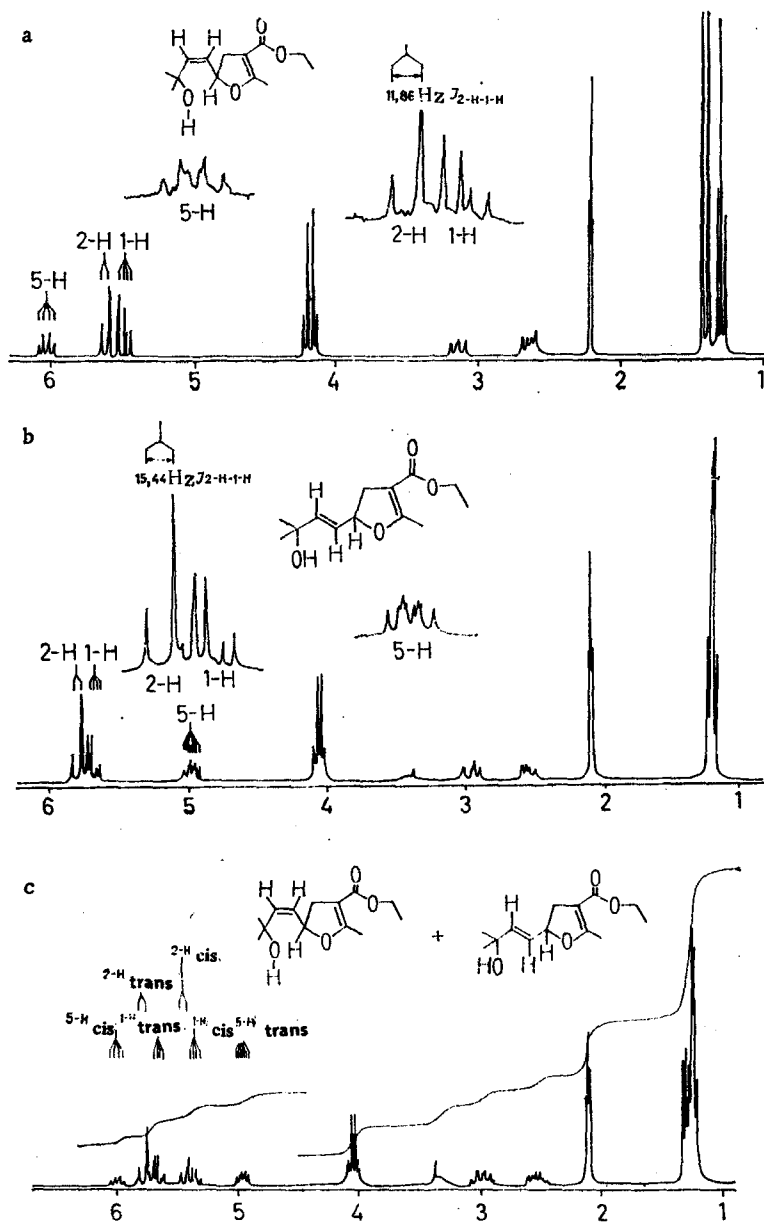 a
H H O
O
O
H O
H
11,86 Hz J2-H-1-H
5-H
2-H 1-H
2-H 1-H
5-H
6 5 4 3 2 1
b
15,44 Hz J2-H-1-H
O
H
O
OH H H O
2-H 1-H
2-H 1-H
5-H
5-H
6 5 4 3 2 1
c
H H O
O
O
H O
H
+
O
H
O
HO H H O
2-H cis
2-H trans
5-H cis 1-H trans 1-H cis 5-H trans
6 5 4 3 2 1